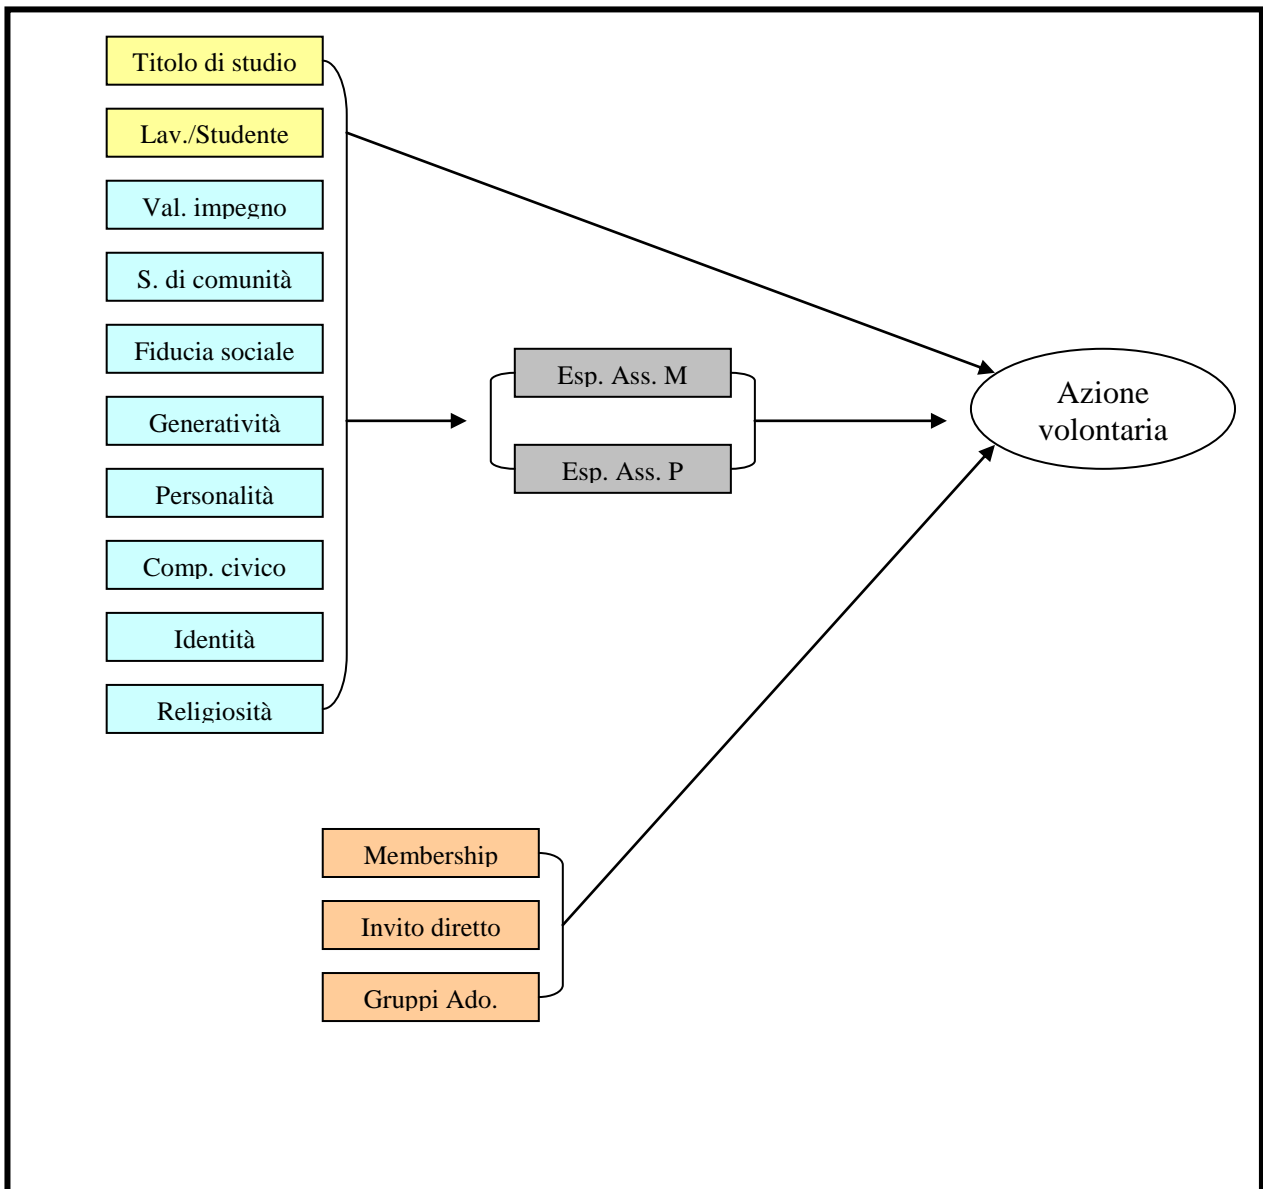 Titolo di studio
Lav./Studente
Val. impegno
S. di comunità
Fiducia sociale
Generatività
Personalità
Comp. civico
Identità
Religiosità
Esp. Ass. M
Esp. Ass. P
Azione
volontaria
Membership
Invito diretto
Gruppi Ado.